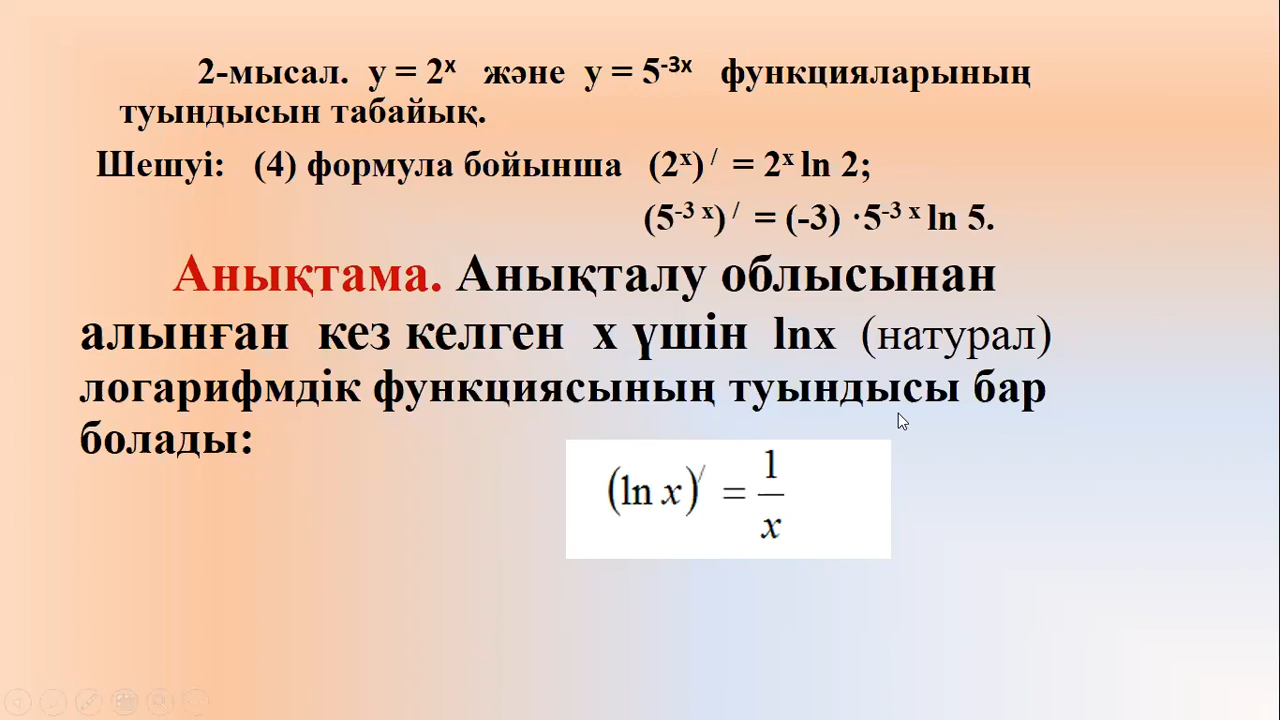 2-мысал. у = 2ˣ және у = 5⁻³ˣ функцияларының
туындысын табайық.
Шешуі: (4) формула бойынша (2ˣ) ᐟ = 2ˣ ln 2;
(5⁻³ ˣ) ᐟ = (-3) ·5⁻³ ˣ ln 5.
Анықтама. Анықталу облысынан
алынған кез келген х үшін lnx (натурал)
логарифмдік функциясының туындысы бар
болады:
(ln x)ᐟ = 1/x